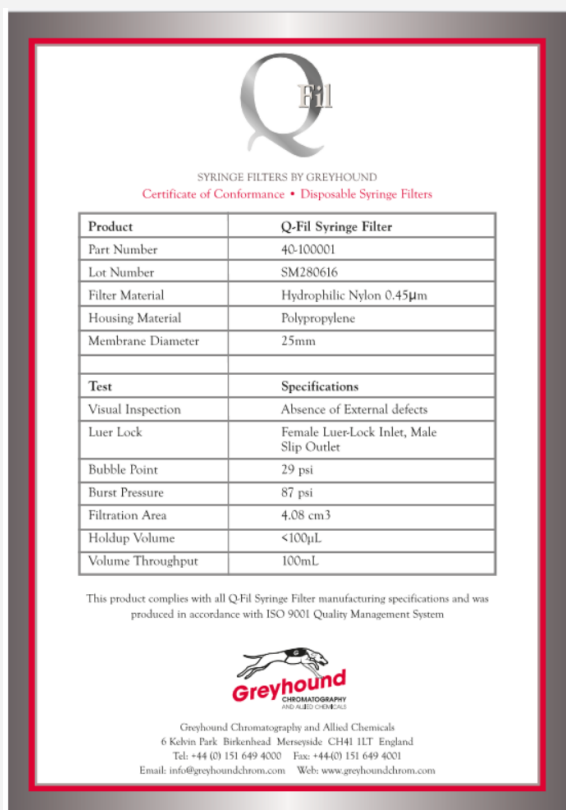 Q Fil
SYRINGE FILTERS BY GREYHOUND
Certificate of Conformance • Disposable Syringe Filters
Product Q-Fil Syringe Filter
Part Number 40-100001
Lot Number SM280616
Filter Material Hydrophilic Nylon 0.45µm
Housing Material Polypropylene
Membrane Diameter 25mm
Test Specifications
Visual Inspection Absence of External defects
Luer Lock Female Luer-Lock Inlet, Male
Slip Outlet
Bubble Point 29 psi
Burst Pressure 87 psi
Filtration Area 4.08 cm3
Holdup Volume <100µL
Volume Throughput 100mL
This product complies with all Q-Fil Syringe Filter manufacturing specifications and was
produced in accordance with ISO 9001 Quality Management System
Greyhound
CHROMATOGRAPHY
AND ALLIED CHEMICALS
Greyhound Chromatography and Allied Chemicals
6 Kelvin Park Birkenhead Merseyside CH41 1LT England
Tel: +44 (0) 151 649 4000 Fax: +44(0) 151 649 4001
Email: info@greyhoundchrom.com Web: www.greyhoundchrom.com